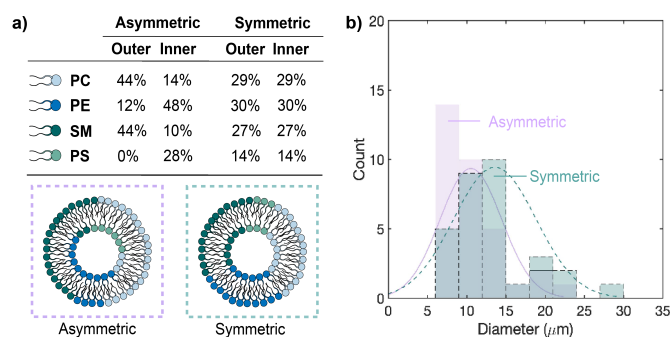 a)
Asymmetric Symmetric
Outer Inner Outer Inner
PC 44% 14% 29% 29%
PE 12% 48% 30% 30%
SM 44% 10% 27% 27%
PS 0% 28% 14% 14%
Asymmetric Symmetric
b)
20
15
10
5
0
Count
Asymmetric
Symmetric
0 5 10 15 20 25 30 35
Diameter (μm)